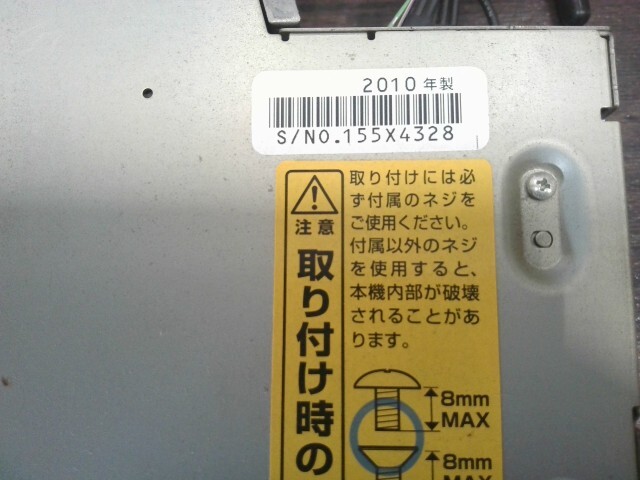 2010年製
S/NO.155X4328
注意
取り付け時の
取り付けには必
ず付属のネジを
ご使用ください。
付属以外のネジ
を使用すると、
本機内部が破壊
されることがあ
ります。
8mm
MAX
8mm
MAX